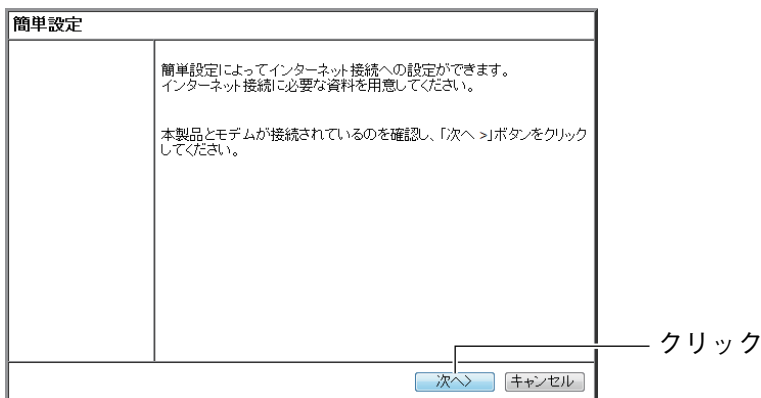 簡単設定
簡単設定によってインターネット接続への設定ができます。
インターネット接続に必要な資料を用意してください。
本製品とモデムが接続されているのを確認し、「次へ >」ボタンをクリック
してください。
クリック
次へ>
キャンセル